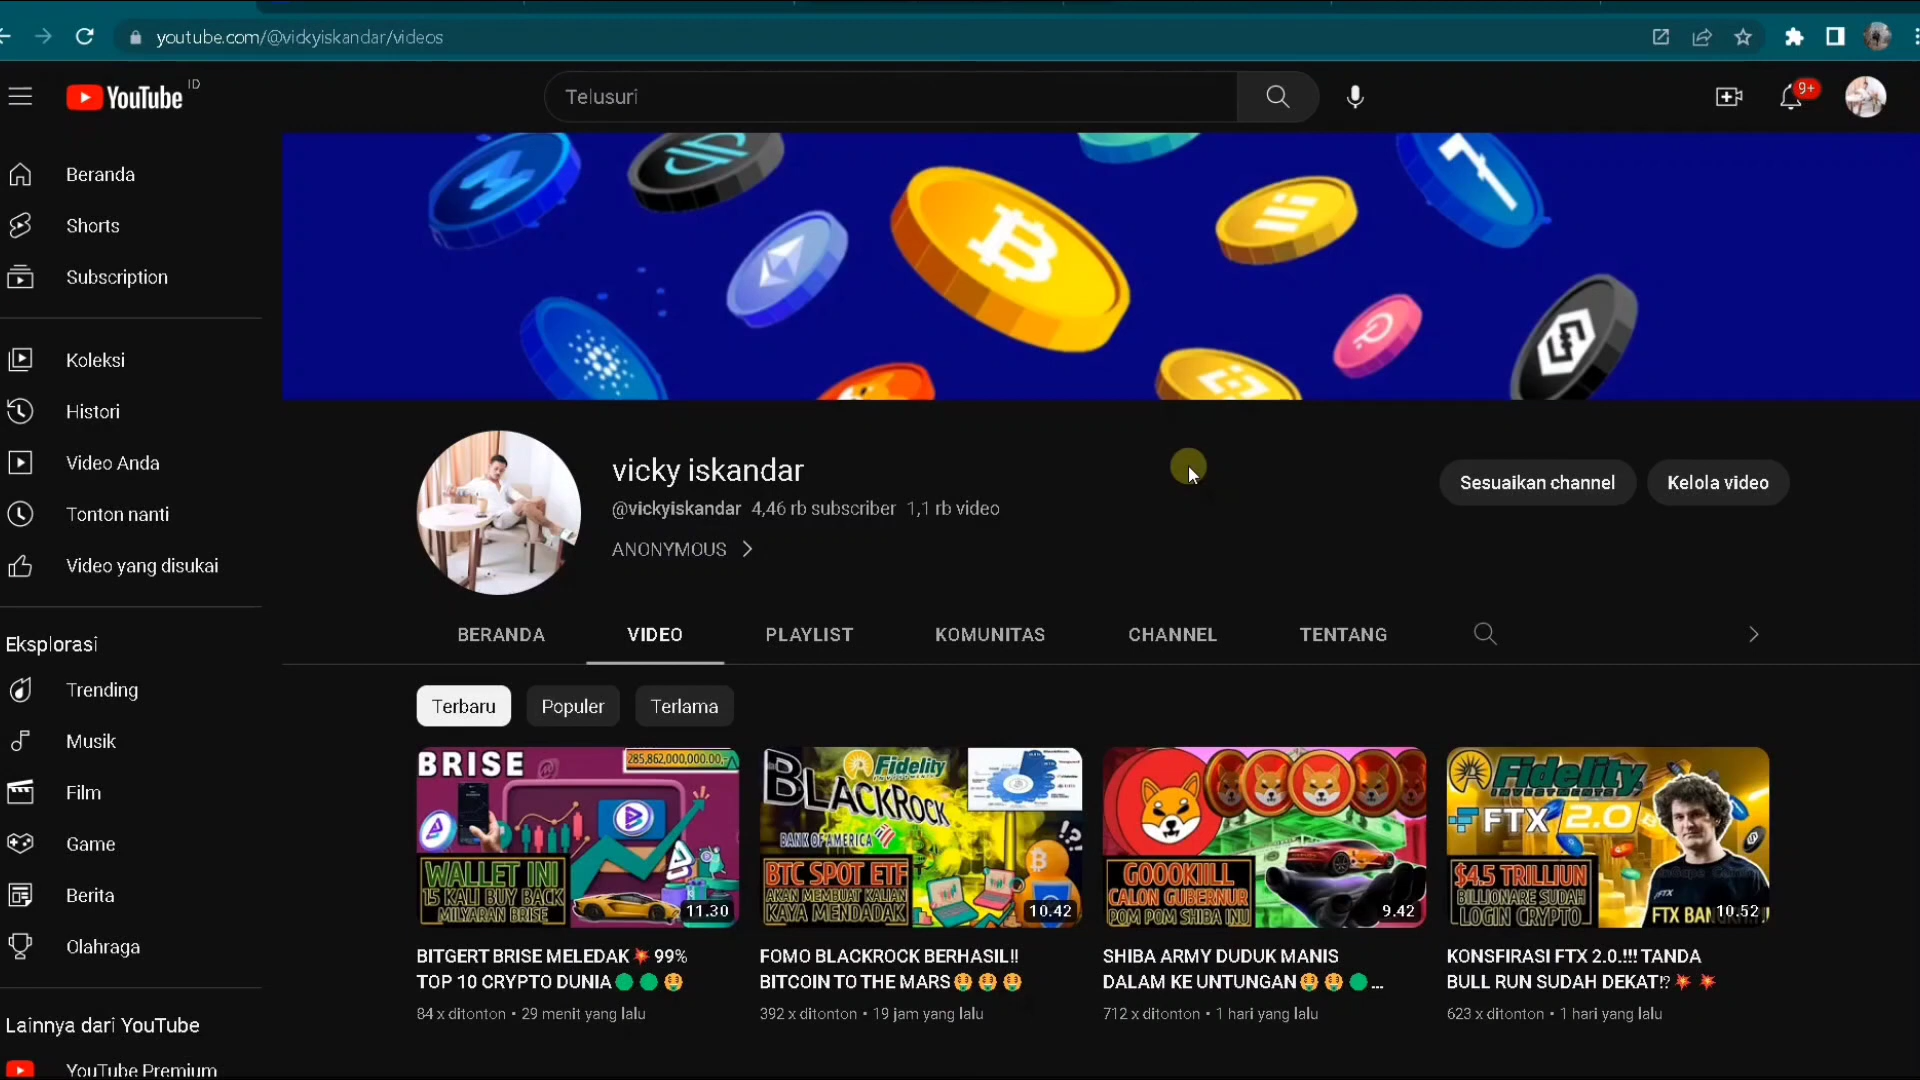 youtube.com/@vickyiskandar/videos
YouTube ID
Telusuri
9+
Beranda
Shorts
Subscription
Koleksi
Histori
Video Anda
Tonton nanti
Video yang disukai
Eksplorasi
Trending
Musik
Film
Game
Berita
Olahraga
Lainnya dari YouTube
YouTube Premium
vicky iskandar
@vickyiskandar 4,46 rb subscriber 1,1 rb video
ANONYMOUS
Sesuaikan channel
Kelola video
BERANDA VIDEO PLAYLIST KOMUNITAS CHANNEL TENTANG
Terbaru Populer Terlama
BRISE
285,862,000,000.00
WALLET INI
15 KALI BUY BACK
MILYARAN BRISE
11.30
BITGERT BRISE MELEDAK💥99%
TOP 10 CRYPTO DUNIA🟢🟢🤑
84 x ditonton • 29 menit yang lalu
Fidelity
INVESTMENTS
BLACKROCK
BANK OF AMERICA
!?
BTC SPOT ETF
AKAN MEMBUAT KALIAN
KAYA MENDADAK
10.42
FOMO BLACKROCK BERHASIL‼
BITCOIN TO THE MARS🤑🤑🤑
392 x ditonton • 19 jam yang lalu
GOOOKIILL
CALON GUBERNUR
POM POM SHIBA INU
9.42
SHIBA ARMY DUDUK MANIS
DALAM KE UNTUNGAN🤑🤑🟢...
712 x ditonton • 1 hari yang lalu
Fidelity
INVESTMENTS
FTX 2.0
$4.5 TRILLIUN
BILLIONARE SUDAH
LOGIN CRYPTO
FTX
10.52
KONSFIRASI FTX 2.0.!!! TANDA
BULL RUN SUDAH DEKAT⁉💥💥
623 x ditonton • 1 hari yang lalu